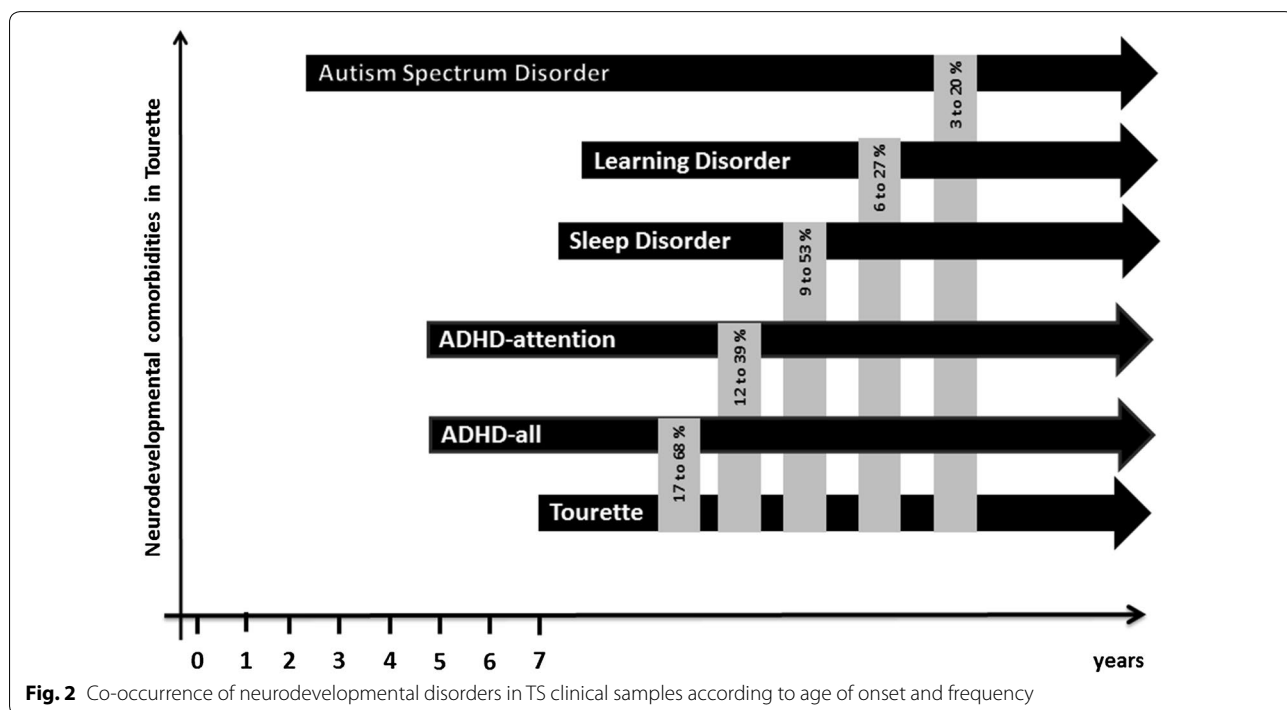 Neurodevelopmental comorbidities in Tourette
Autism Spectrum Disorder
3 to 20 %
Learning Disorder
6 to 27 %
Sleep Disorder
9 to 53 %
ADHD-attention
12 to 39 %
ADHD-all
17 to 68 %
Tourette
0 1 2 3 4 5 6 7 years
Fig. 2 Co-occurrence of neurodevelopmental disorders in TS clinical samples according to age of onset and frequency